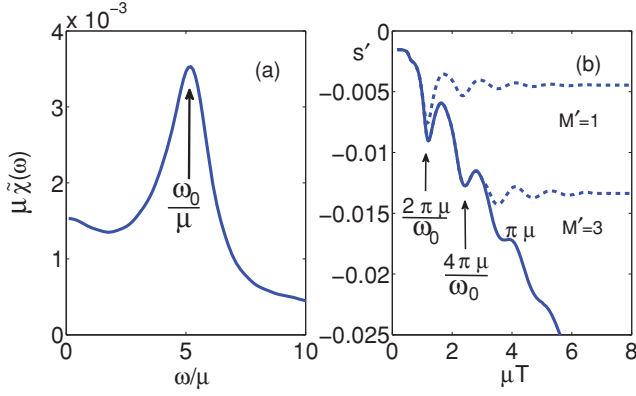 4 x 10⁻³
(a)
3
2
1
0
μ χ̃(ω)
ω₀
μ
0
5
10
ω/μ
0
s′
(b)
−0.005
M′=1
−0.01
2 π μ
ω₀
−0.015
M′=3
4 π μ
ω₀
π μ
−0.02
−0.025
0
2
4
6
8
μT